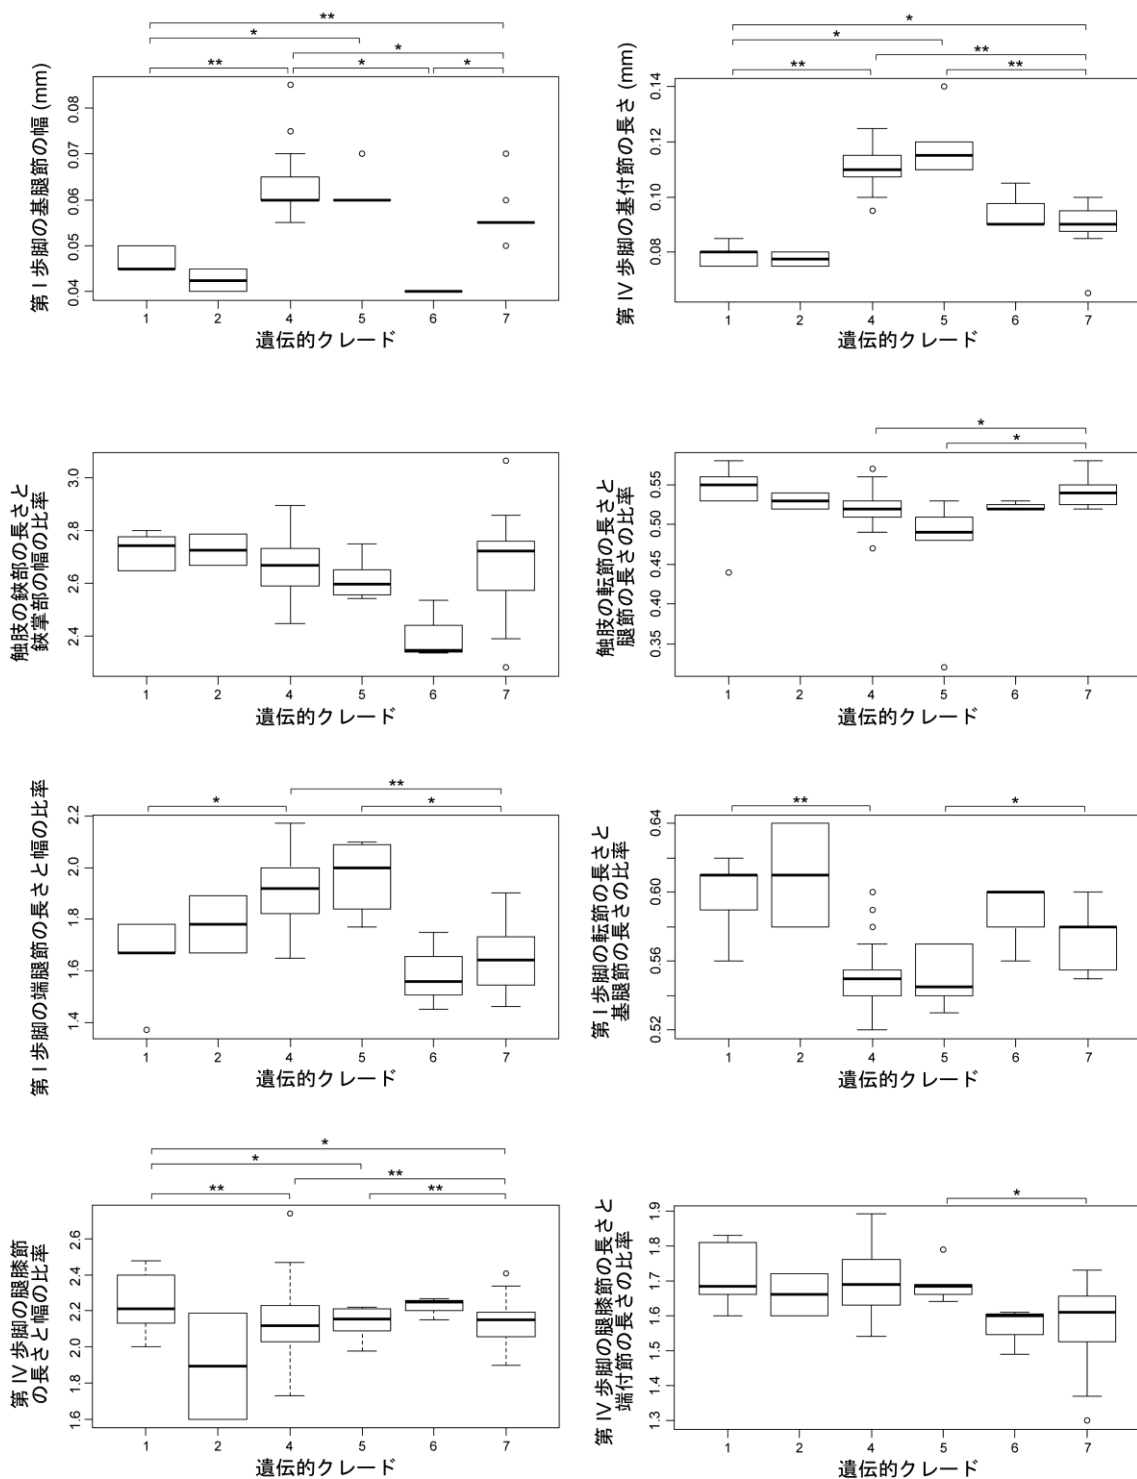 ** * * ** * *
第 I 歩脚の基腿節の幅 (mm)
0.04 0.05 0.06 0.07 0.08
1 2 4 5 6 7
遺伝的クレード
* * ** ** **
第 IV 歩脚の基付節の長さ (mm)
0.08 0.10 0.12 0.14
1 2 4 5 6 7
遺伝的クレード
触肢の鋏部の長さと
鋏掌部の幅の比率
2.4 2.6 2.8 3.0
1 2 4 5 6 7
遺伝的クレード
* *
触肢の転節の長さと
腿節の長さの比率
0.35 0.40 0.45 0.50 0.55
1 2 4 5 6 7
遺伝的クレード
** * *
第 I 歩脚の端腿節の長さと幅の比率
1.4 1.6 1.8 2.0 2.2
1 2 4 5 6 7
遺伝的クレード
** *
第 I 歩脚の転節の長さと
基腿節の長さの比率
0.52 0.56 0.60 0.64
1 2 4 5 6 7
遺伝的クレード
* * ** ** **
第 IV 歩脚の腿膝節
の長さと幅の比率
1.6 1.8 2.0 2.2 2.4 2.6
1 2 4 5 6 7
遺伝的クレード
*
第 IV 歩脚の腿膝節の長さと
端付節の長さの比率
1.3 1.4 1.5 1.6 1.7 1.8 1.9
1 2 4 5 6 7
遺伝的クレード